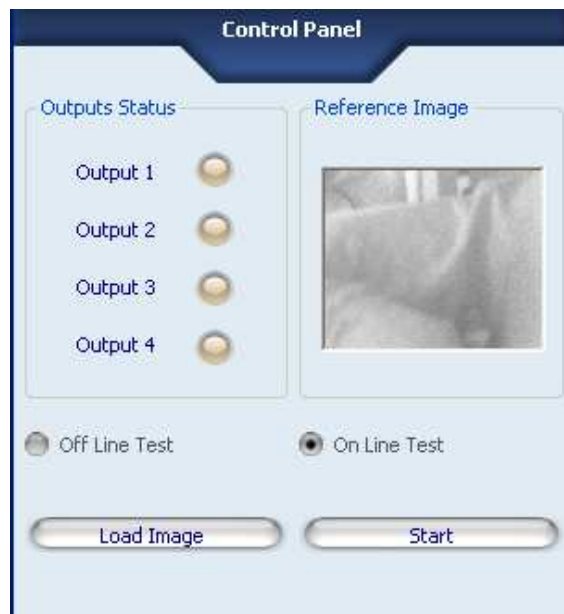 Control Panel
Outputs Status
Reference Image
Output 1
Output 2
Output 3
Output 4
Off Line Test
On Line Test
Load Image
Start